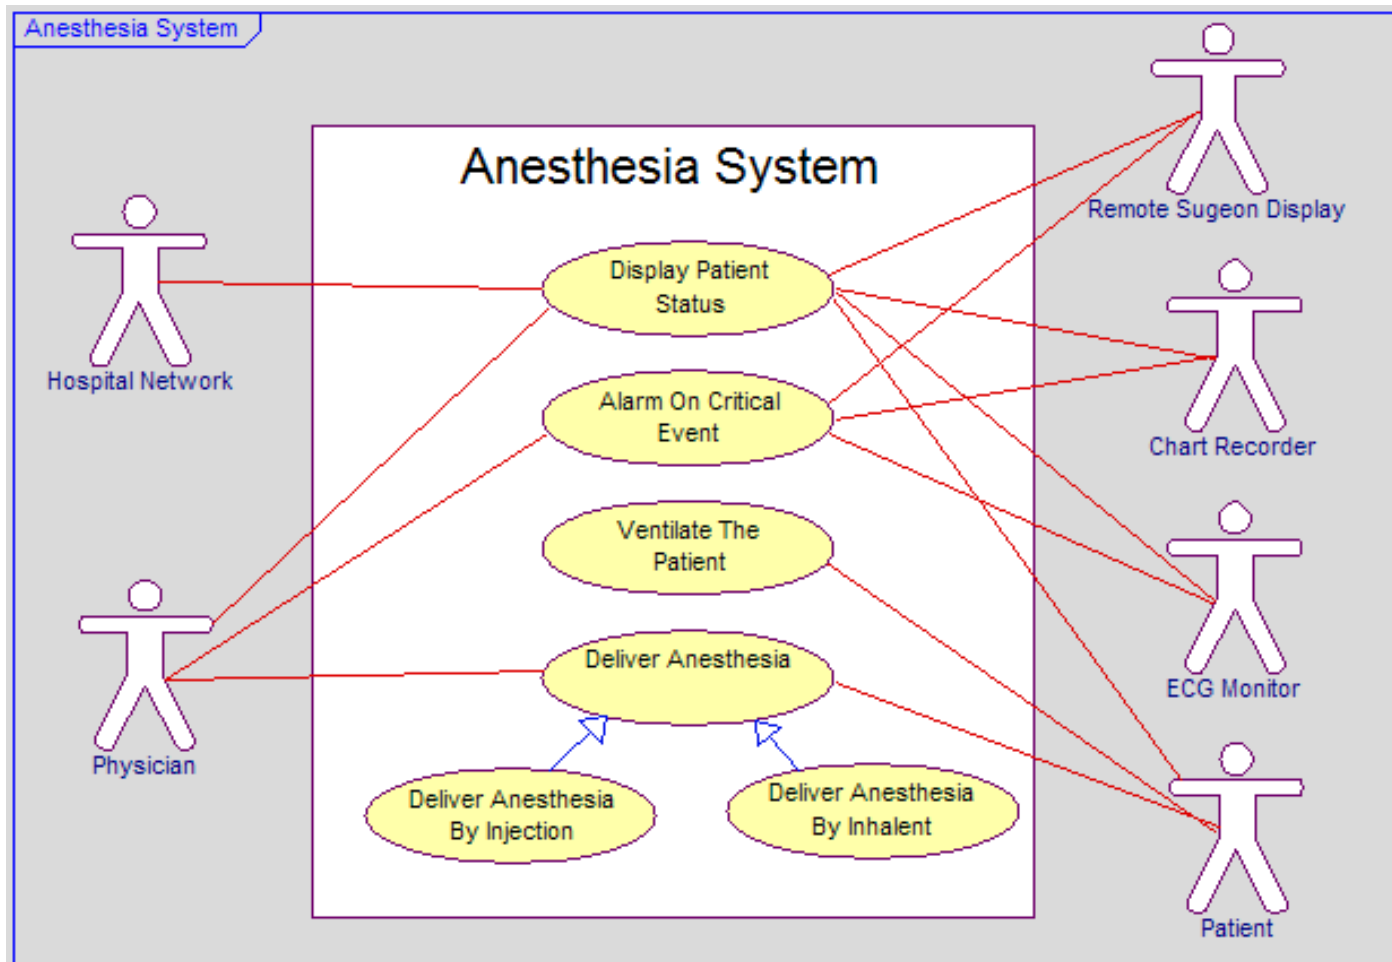 Anesthesia System
Anesthesia System
Remote Sugeon Display
Display Patient
Status
Hospital Network
Alarm On Critical
Event
Chart Recorder
Ventilate The
Patient
Deliver Anesthesia
ECG Monitor
Physician
Deliver Anesthesia
By Injection
Deliver Anesthesia
By Inhalent
Patient